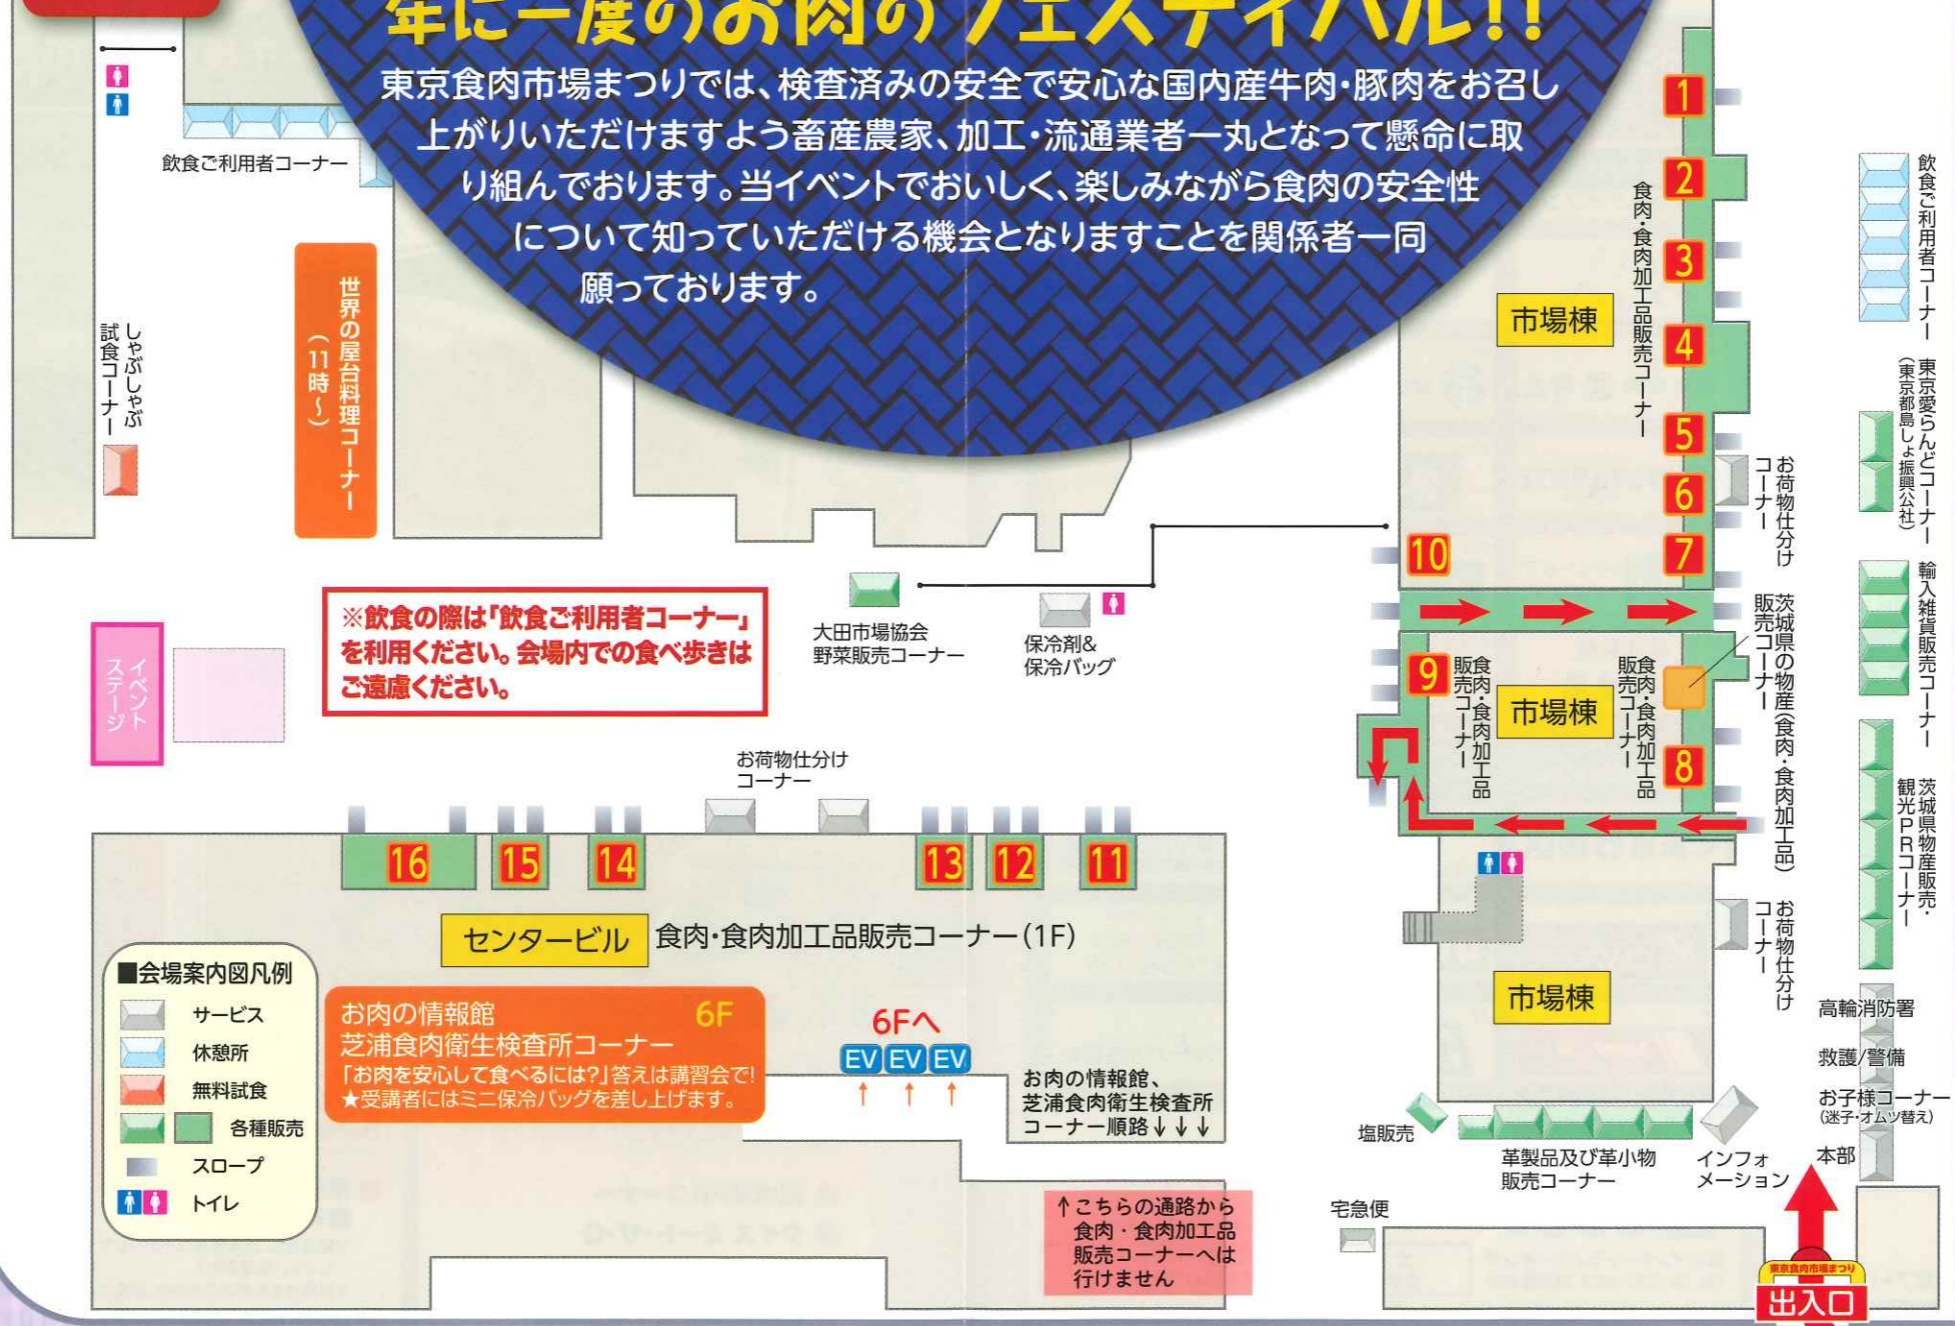 年に一度のお肉のフェスティバル!!
東京食肉市場まつりでは、検査済みの安全で安心な国内産牛肉・豚肉をお召し
上がりいただけますよう畜産農家、加工・流通業者一丸となって懸命に取
り組んでおります。当イベントでおいしく、楽しみながら食肉の安全性
について知っていただける機会となりますことを関係者一同
願っております。
飲食ご利用者コーナー
世界の屋台料理コーナー
(11時〜)
しゃぶしゃぶ
試食コーナー
イベント
ステージ
※飲食の際は「飲食ご利用者コーナー」
を利用ください。会場内での食べ歩きは
ご遠慮ください。
大田市場協会
野菜販売コーナー
保冷剤&
保冷バッグ
1
2
3
4
5
6
7
10
食肉・食肉加工品販売コーナー
市場棟
お荷物仕分け
コーナー
飲食ご利用者コーナー
東京愛らんどコーナー
(東京都島しょ振興公社)
輸入雑貨販売コーナー
茨城県の物産(食肉・食肉加工品)
販売コーナー
茨城県物産販売・
観光PRコーナー
9
食肉・食肉加工品
販売コーナー
市場棟
食肉・食肉加工品
販売コーナー
8
お荷物仕分け
コーナー
お荷物仕分け
コーナー
16
15
14
13
12
11
センタービル
食肉・食肉加工品販売コーナー(1F)
市場棟
■会場案内図凡例
サービス
休憩所
無料試食
各種販売
スロープ
トイレ
お肉の情報館
6F
芝浦食肉衛生検査所コーナー
「お肉を安心して食べるには?」答えは講習会で!
★受講者にはミニ保冷バッグを差し上げます。
6Fへ
EV EV EV
↑ ↑ ↑
お肉の情報館、
芝浦食肉衛生検査所
コーナー順路↓↓↓
↑こちらの通路から
食肉・食肉加工品
販売コーナーへは
行けません
塩販売
革製品及び革小物
販売コーナー
インフォ
メーション
宅急便
高輪消防署
救護/警備
お子様コーナー
(迷子・オムツ替え)
本部
東京食肉市場まつり
出入口